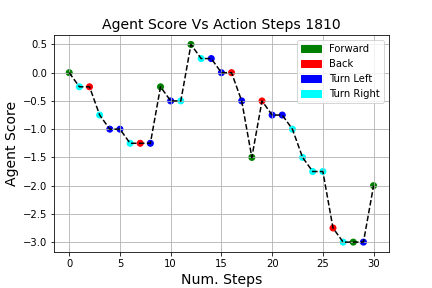 Agent Score Vs Action Steps 1810
Agent Score
0.5
0.0
−0.5
−1.0
−1.5
−2.0
−2.5
−3.0
Forward
Back
Turn Left
Turn Right
0 5 10 15 20 25 30
Num. Steps